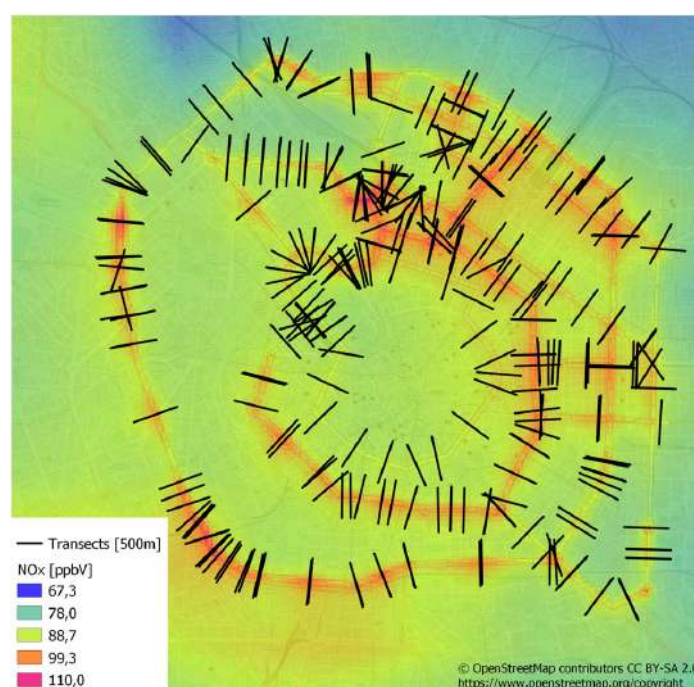 Transects [500m]
NOx [ppbV]
67,3
78,0
88,7
99,3
110,0
© OpenStreetMap contributors CC BY-SA 2.0
https://www.openstreetmap.org/copyright